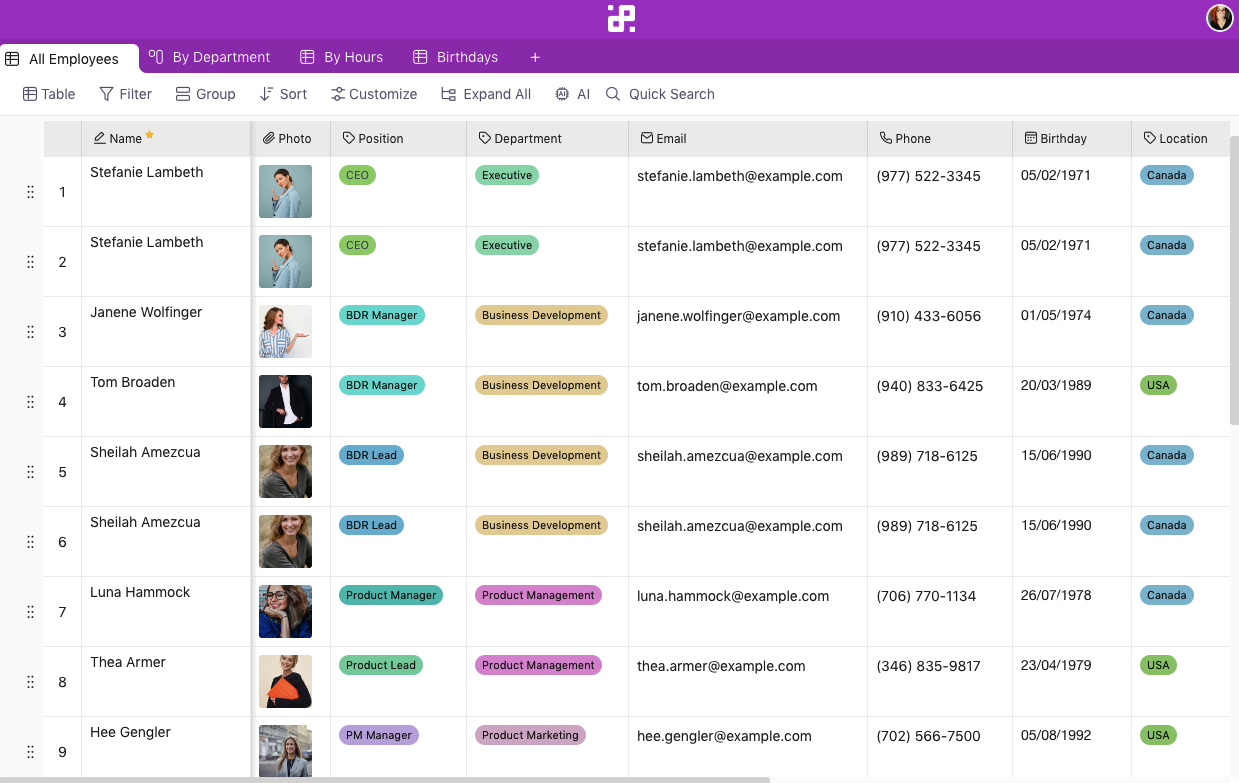 All Employees By Department By Hours Birthdays +
Table Filter Group Sort Customize Expand All AI Quick Search
Name Photo Position Department Email Phone Birthday Location
1 Stefanie Lambeth CEO Executive stefanie.lambeth@example.com (977) 522-3345 05/02/1971 Canada
2 Stefanie Lambeth CEO Executive stefanie.lambeth@example.com (977) 522-3345 05/02/1971 Canada
3 Janene Wolfinger BDR Manager Business Development janene.wolfinger@example.com (910) 433-6056 01/05/1974 Canada
4 Tom Broaden BDR Manager Business Development tom.broaden@example.com (940) 833-6425 20/03/1989 USA
5 Sheilah Amezcua BDR Lead Business Development sheilah.amezcua@example.com (989) 718-6125 15/06/1990 Canada
6 Sheilah Amezcua BDR Lead Business Development sheilah.amezcua@example.com (989) 718-6125 15/06/1990 Canada
7 Luna Hammock Product Manager Product Management luna.hammock@example.com (706) 770-1134 26/07/1978 Canada
8 Thea Armer Product Lead Product Management thea.armer@example.com (346) 835-9817 23/04/1979 USA
9 Hee Gengler PM Manager Product Marketing hee.gengler@example.com (702) 566-7500 05/08/1992 USA